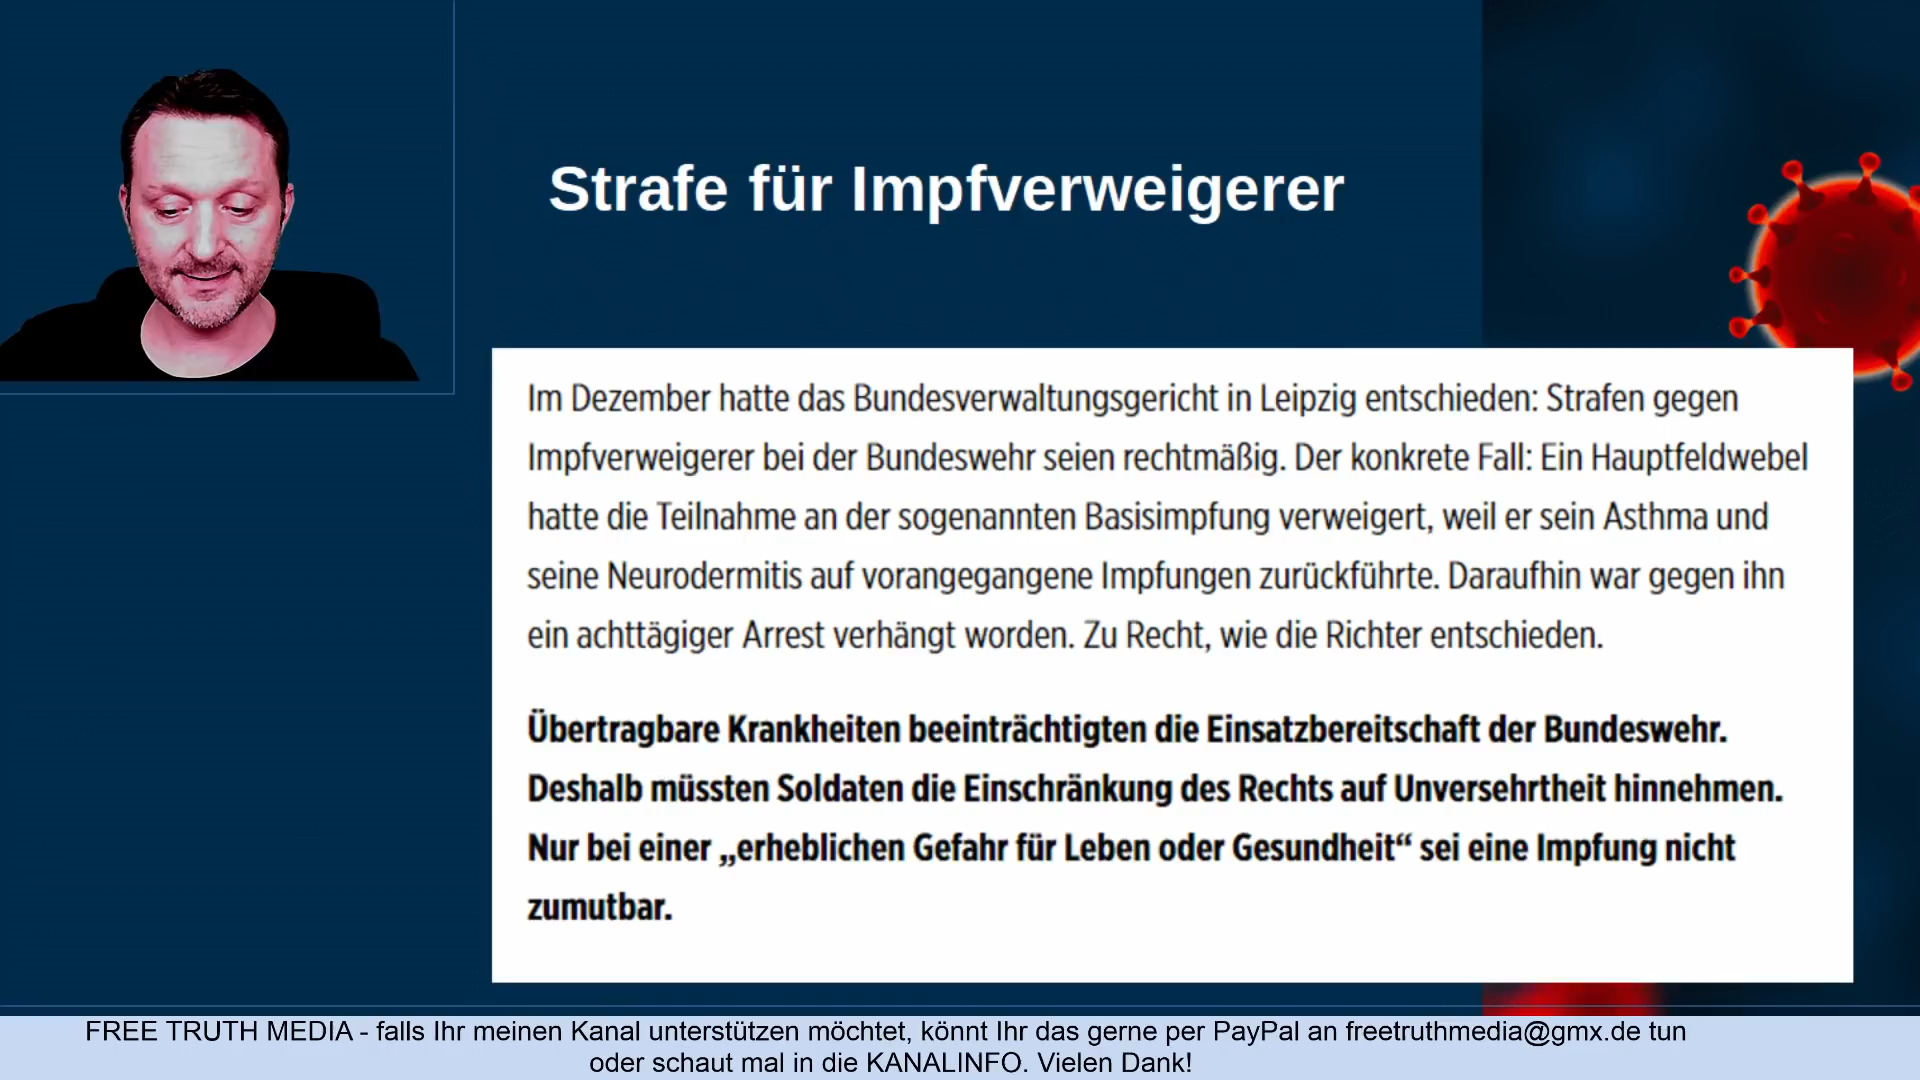 Strafe für Impfverweigerer
Im Dezember hatte das Bundesverwaltungsgericht in Leipzig entschieden: Strafen gegen
Impfverweigerer bei der Bundeswehr seien rechtmäßig. Der konkrete Fall: Ein Hauptfeldwebel
hatte die Teilnahme an der sogenannten Basisimpfung verweigert, weil er sein Asthma und
seine Neurodermitis auf vorangegangene Impfungen zurückführte. Daraufhin war gegen ihn
ein achttägiger Arrest verhängt worden. Zu Recht, wie die Richter entschieden.
Übertragbare Krankheiten beeinträchtigten die Einsatzbereitschaft der Bundeswehr.
Deshalb müssten Soldaten die Einschränkung des Rechts auf Unversehrtheit hinnehmen.
Nur bei einer „erheblichen Gefahr für Leben oder Gesundheit“ sei eine Impfung nicht
zumutbar.
FREE TRUTH MEDIA - falls Ihr meinen Kanal unterstützen möchtet, könnt Ihr das gerne per PayPal an freetruthmedia@gmx.de tun
oder schaut mal in die KANALINFO. Vielen Dank!